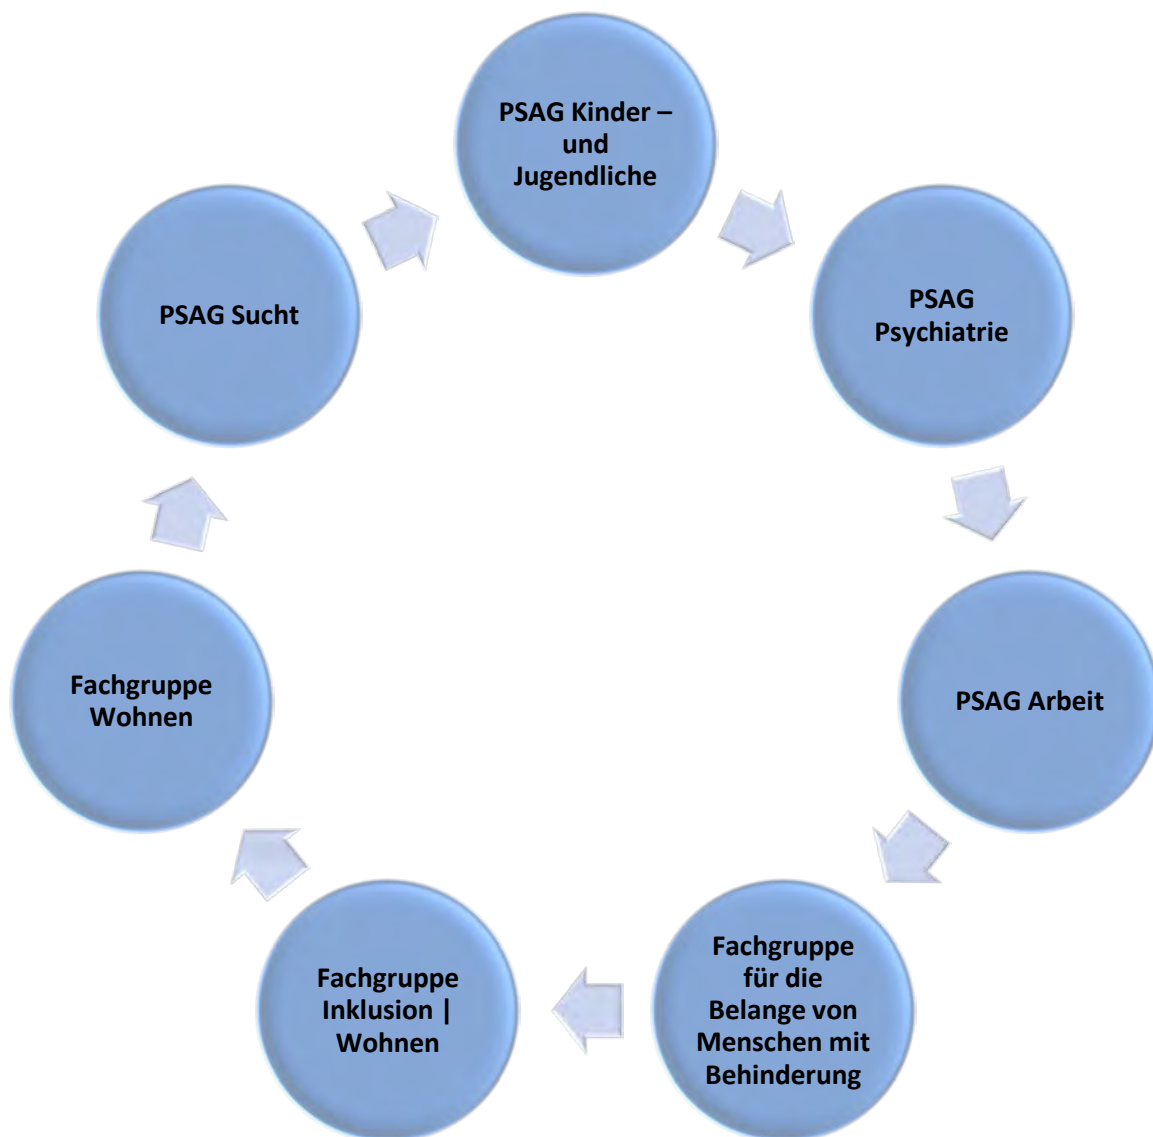 PSAG Kinder –
und
Jugendliche
PSAG
Psychiatrie
PSAG Arbeit
Fachgruppe
für die
Belange von
Menschen mit
Behinderung
Fachgruppe
Inklusion |
Wohnen
Fachgruppe
Wohnen
PSAG Sucht